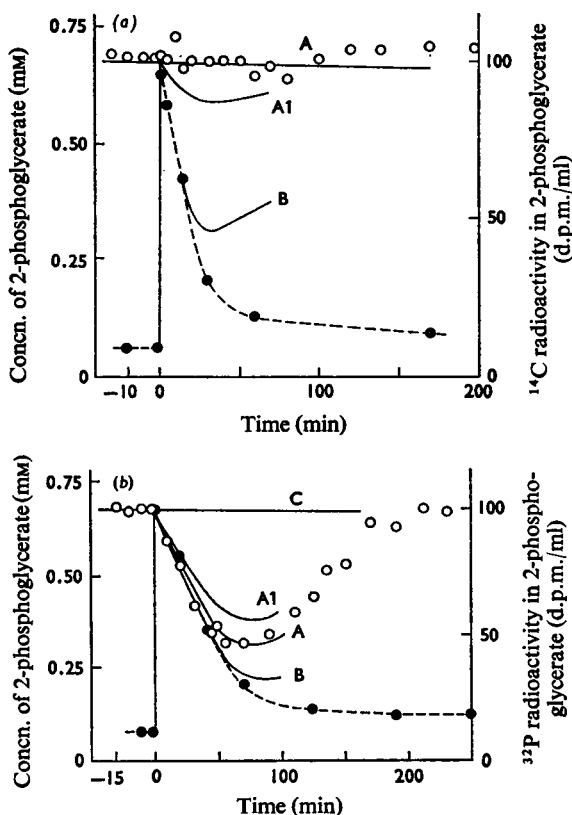 (a)
Concn. of 2-phosphoglycerate (mM)
0.75
0.50
0.25
0
A
A1
B
100
50
0
¹⁴C radioactivity in 2-phosphoglycerate
(d.p.m./ml)
−10 0 100 200
Time (min)
(b)
Concn. of 2-phosphoglycerate (mM)
0.75
0.50
0.25
0
C
A1
A
B
100
50
0
³²P radioactivity in 2-phospho-
glycerate (d.p.m./ml)
−15 0 100 200
Time (min)